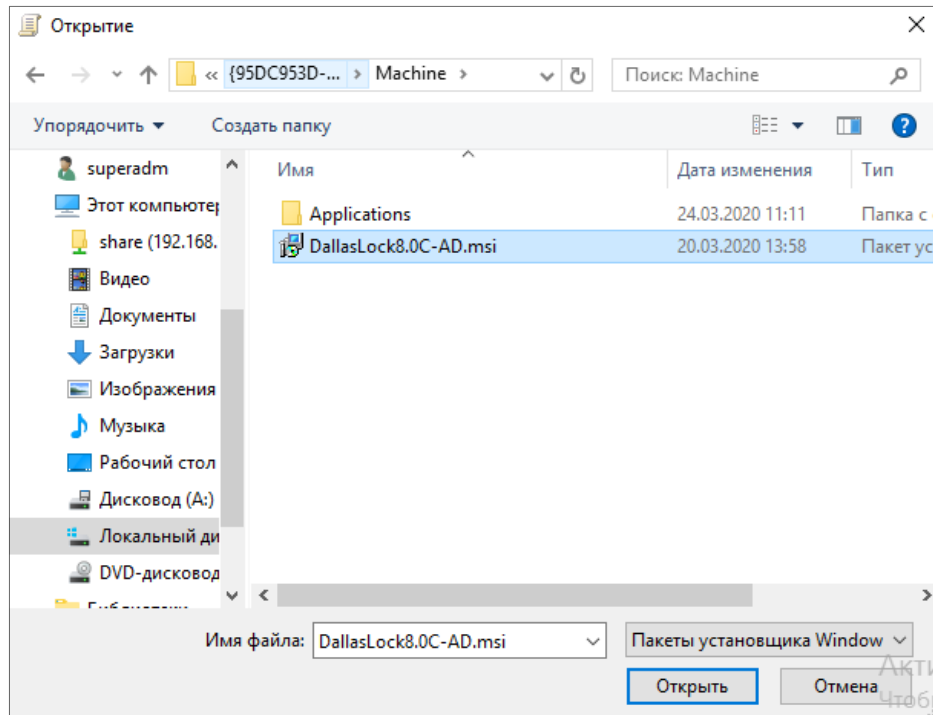 Открытие
« {95DC953D-... > Machine >
Поиск: Machine
Упорядочить
Создать папку
Имя
Дата изменения
Тип
superadm
Этот компьютер
share (192.168.
Видео
Документы
Загрузки
Изображения
Музыка
Рабочий стол
Дисковод (A:)
Локальный ди
DVD-дисковод
Applications
24.03.2020 11:11
Папка с
DallasLock8.0C-AD.msi
20.03.2020 13:58
Пакет ус
Имя файла:
DallasLock8.0C-AD.msi
Пакеты установщика Window
Открыть
Отмена
Акти
Чтоб